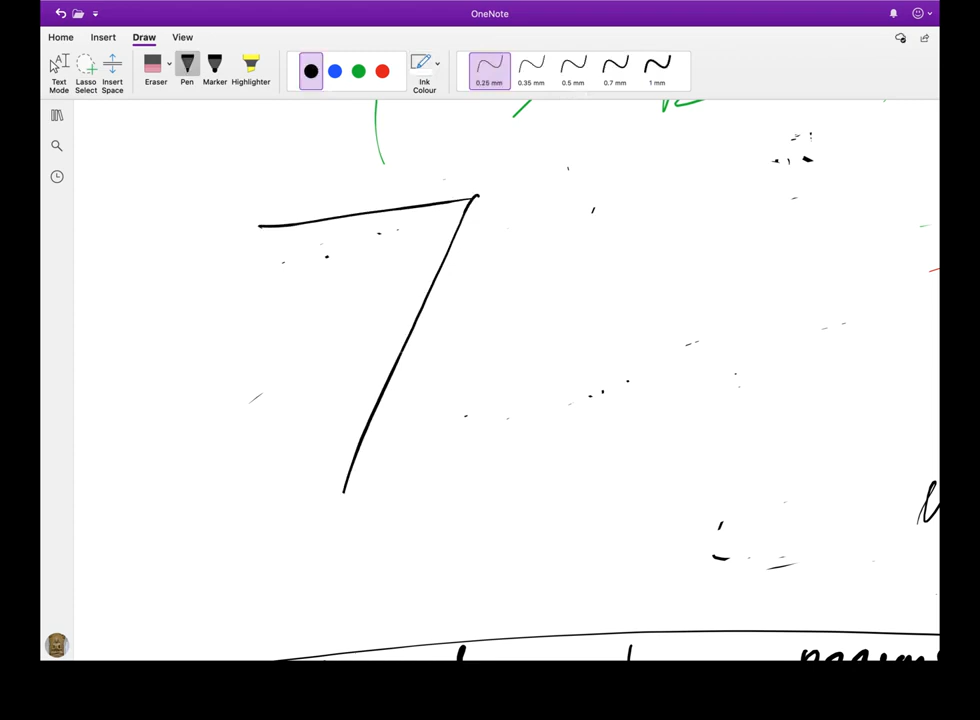 OneNote
Home Insert Draw View
Text Mode
Lasso Select
Insert Space
Eraser
Pen
Marker
Highlighter
Ink Colour
0.25 mm
0.35 mm
0.5 mm
0.7 mm
1 mm
7